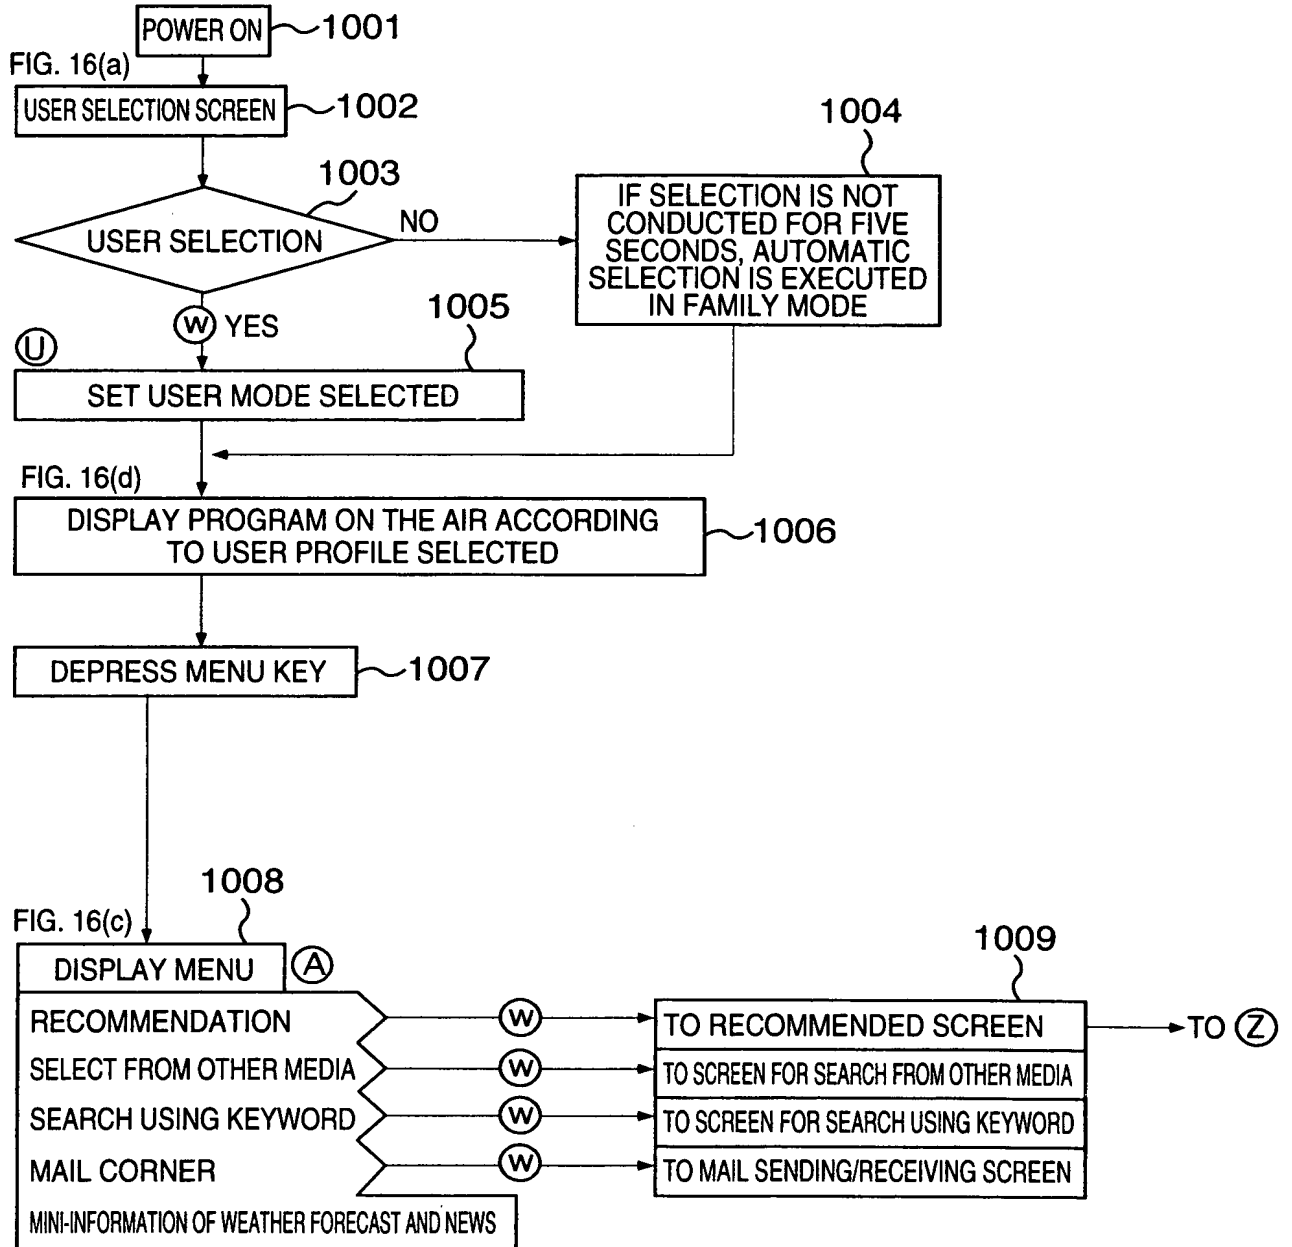 POWER ON
1001
FIG. 16(a)
USER SELECTION SCREEN
1002
1003
USER SELECTION
NO
1004
IF SELECTION IS NOT
CONDUCTED FOR FIVE
SECONDS, AUTOMATIC
SELECTION IS EXECUTED
IN FAMILY MODE
W YES
U
1005
SET USER MODE SELECTED
FIG. 16(d)
DISPLAY PROGRAM ON THE AIR ACCORDING
TO USER PROFILE SELECTED
1006
DEPRESS MENU KEY
1007
1008
FIG. 16(c)
DISPLAY MENU
A
1009
RECOMMENDATION
W
TO RECOMMENDED SCREEN
TO Z
SELECT FROM OTHER MEDIA
W
TO SCREEN FOR SEARCH FROM OTHER MEDIA
SEARCH USING KEYWORD
W
TO SCREEN FOR SEARCH USING KEYWORD
MAIL CORNER
W
TO MAIL SENDING/RECEIVING SCREEN
MINI-INFORMATION OF WEATHER FORECAST AND NEWS